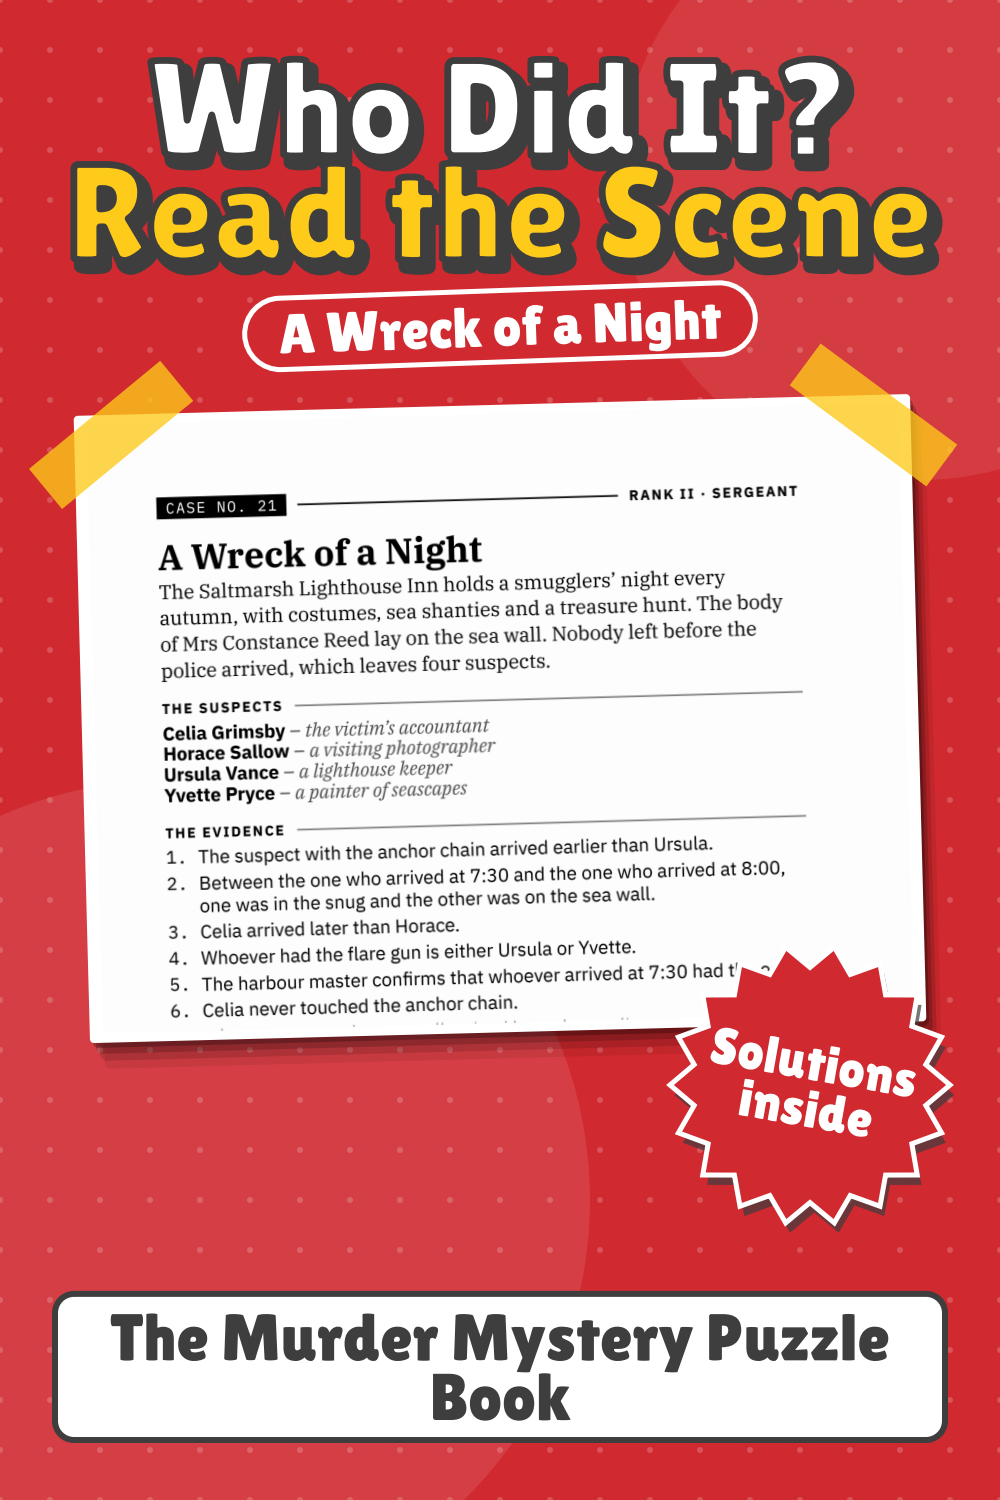 Who Did It?
Read the Scene
A Wreck of a Night
CASE NO. 21
RANK II · SERGEANT
A Wreck of a Night
The Saltmarsh Lighthouse Inn holds a smugglers’ night every
autumn, with costumes, sea shanties and a treasure hunt. The body
of Mrs Constance Reed lay on the sea wall. Nobody left before the
police arrived, which leaves four suspects.
THE SUSPECTS
Celia Grimsby – the victim’s accountant
Horace Sallow – a visiting photographer
Ursula Vance – a lighthouse keeper
Yvette Pryce – a painter of seascapes
THE EVIDENCE
1. The suspect with the anchor chain arrived earlier than Ursula.
2. Between the one who arrived at 7:30 and the one who arrived at 8:00,
one was in the snug and the other was on the sea wall.
3. Celia arrived later than Horace.
4. Whoever had the flare gun is either Ursula or Yvette.
5. The harbour master confirms that whoever arrived at 7:30 had
6. Celia never touched the anchor chain.
Solutions
inside
The Murder Mystery Puzzle
Book